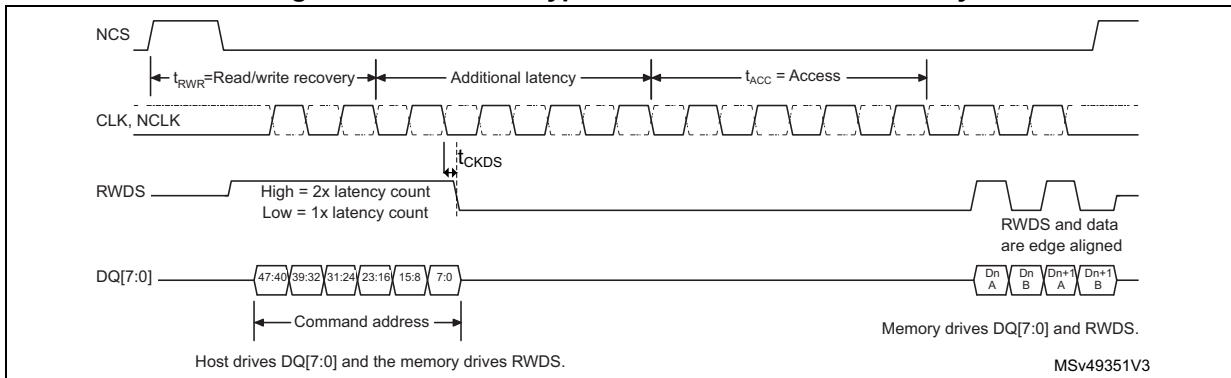 NCS
t_RWR=Read/write recovery Additional latency t_ACC = Access
CLK, NCLK
t_CKDS
RWDS
High = 2x latency count
Low = 1x latency count
RWDS and data
are edge aligned
DQ[7:0]
47:40 39:32 31:24 23:16 15:8 7:0
Dn A Dn B Dn+1 A Dn+1 B
Command address
Memory drives DQ[7:0] and RWDS.
Host drives DQ[7:0] and the memory drives RWDS.
MSv49351V3